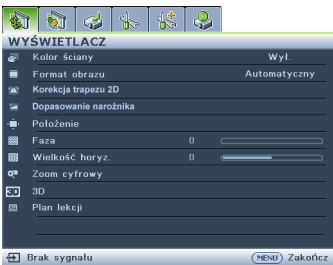 WYŚWIETLACZ
Kolor ściany Wył.
Format obrazu Automatyczny
Korekcja trapezu 2D
Dopasowanie narożnika
Położenie
Faza 0
Wielkość horyz. 0
Zoom cyfrowy
3D 3D
Plan lekcji
Brak sygnału MENU Zakończ